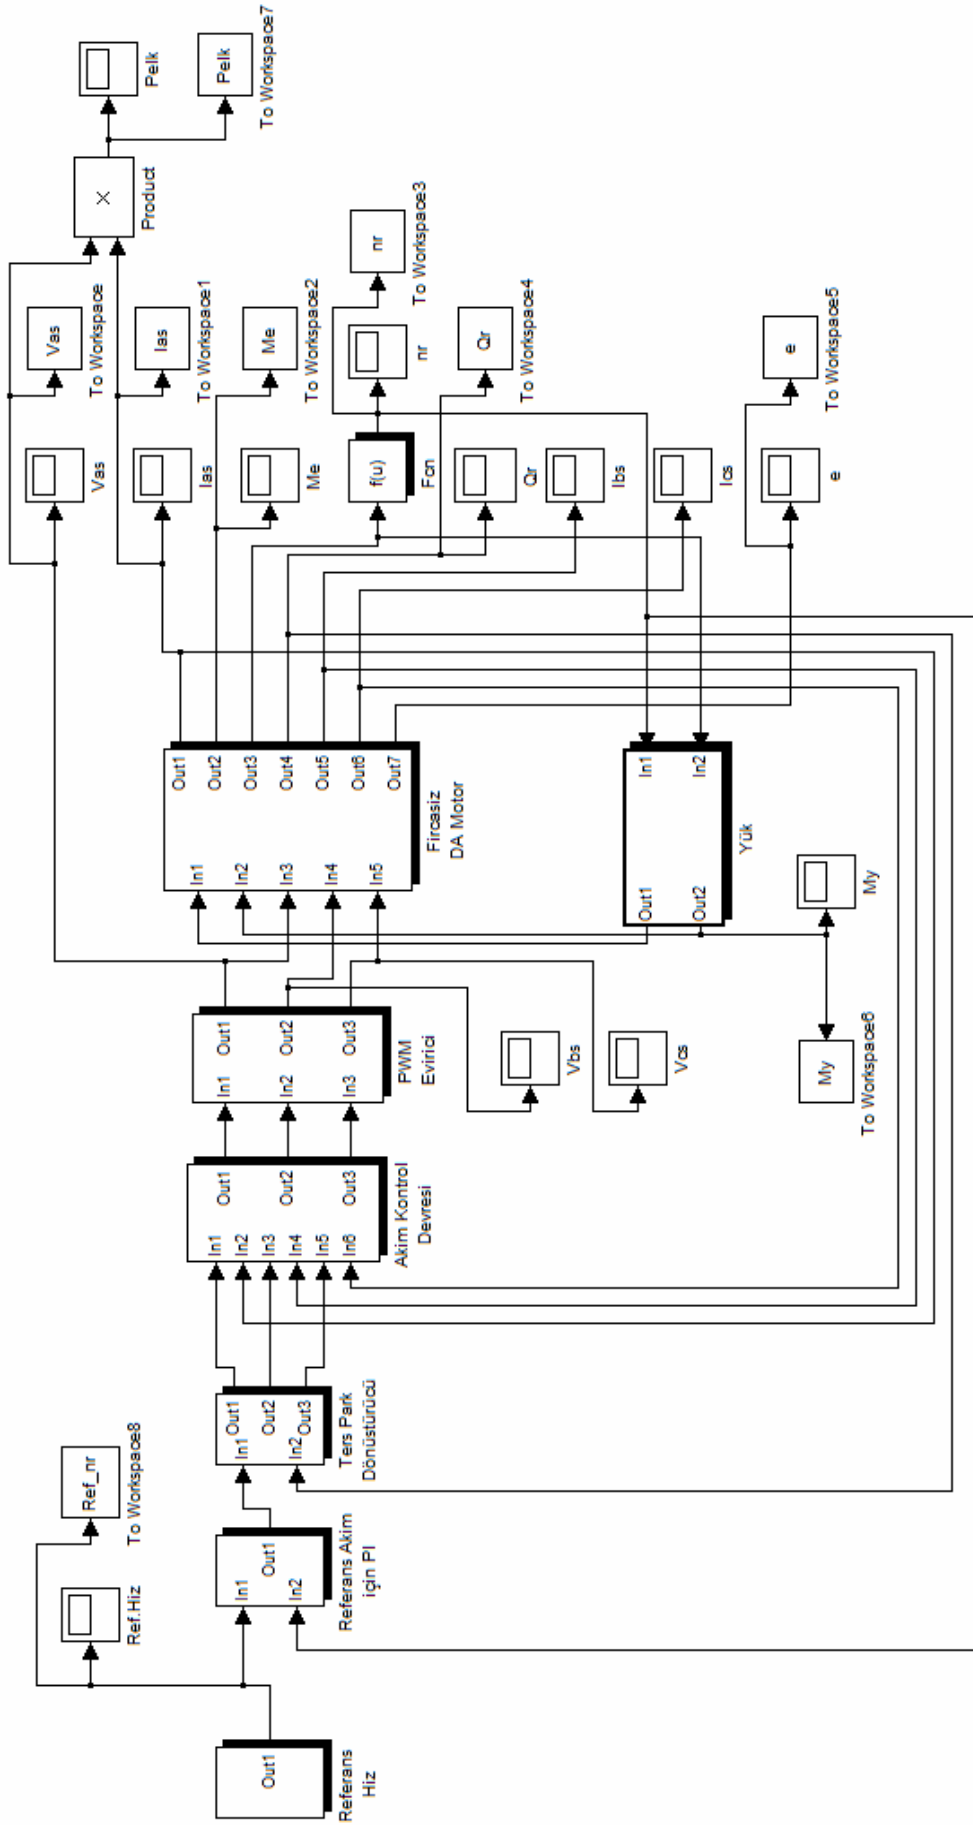 Referans
Hiz
Out1
Ref.Hiz
Ref_nr
To Workspace8
In1
In2
Out1
Referans Akim
için PI
In1
In2
Out1
Out2
Out3
Ters Park
Dönüstürücü
In1
In2
In3
In4
In5
In6
Out1
Out2
Out3
Akim Kontrol
Devresi
In1
In2
In3
Out1
Out2
Out3
PWM
Evirici
Vbs
Vcs
In1
In2
In3
In4
In5
Out1
Out2
Out3
Out4
Out5
Out6
Out7
Fircasiz
DA Motor
Out1
Out2
In1
In2
Yük
My
My
To Workspace6
Vas
Vas
To Workspace
Ias
Ias
To Workspace1
Me
Me
To Workspace2
f(u)
Fcn
nr
nr
To Workspace3
Qr
Qr
To Workspace4
Ibs
Ics
e
e
To Workspace5
×
Product
Pelk
Pelk
To Workspace7